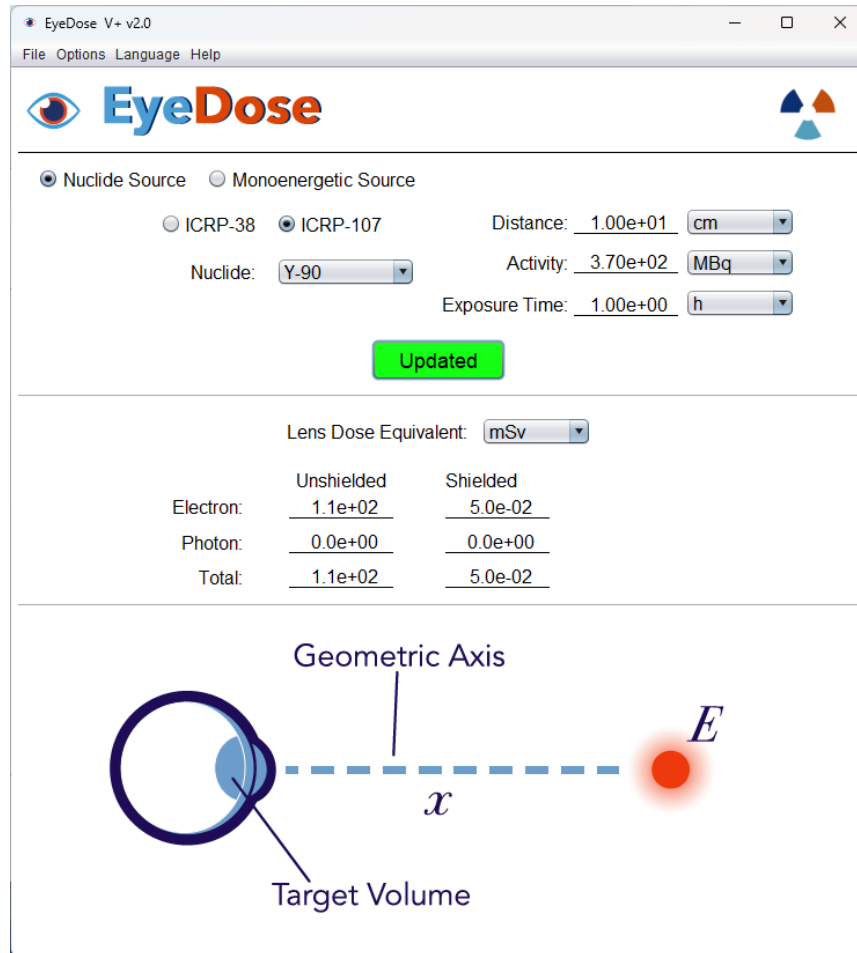 EyeDose V+ v2.0
File Options Language Help
EyeDose
Nuclide Source Monoenergetic Source
ICRP-38 ICRP-107 Distance: 1.00e+01 cm
Nuclide: Y-90 Activity: 3.70e+02 MBq
Exposure Time: 1.00e+00 h
Updated
Lens Dose Equivalent: mSv
Unshielded Shielded
Electron: 1.1e+02 5.0e-02
Photon: 0.0e+00 0.0e+00
Total: 1.1e+02 5.0e-02
Geometric Axis
E
x
Target Volume